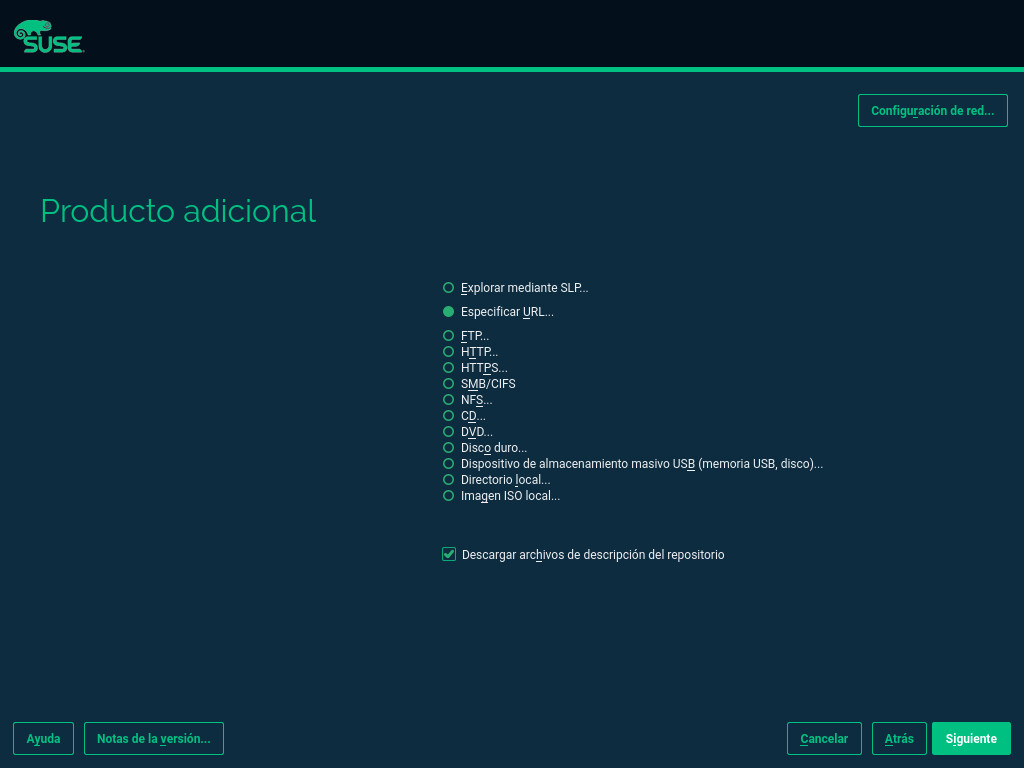 SUSE
Configuración de red...
Producto adicional
Explorar mediante SLP...
Especificar URL...
FTP...
HTTP...
HTTPS...
SMB/CIFS
NFS...
CD...
DVD...
Disco duro...
Dispositivo de almacenamiento masivo USB (memoria USB, disco)...
Directorio local...
Imagen ISO local...
Descargar archivos de descripción del repositorio
Ayuda
Notas de la versión...
Cancelar
Atrás
Siguiente